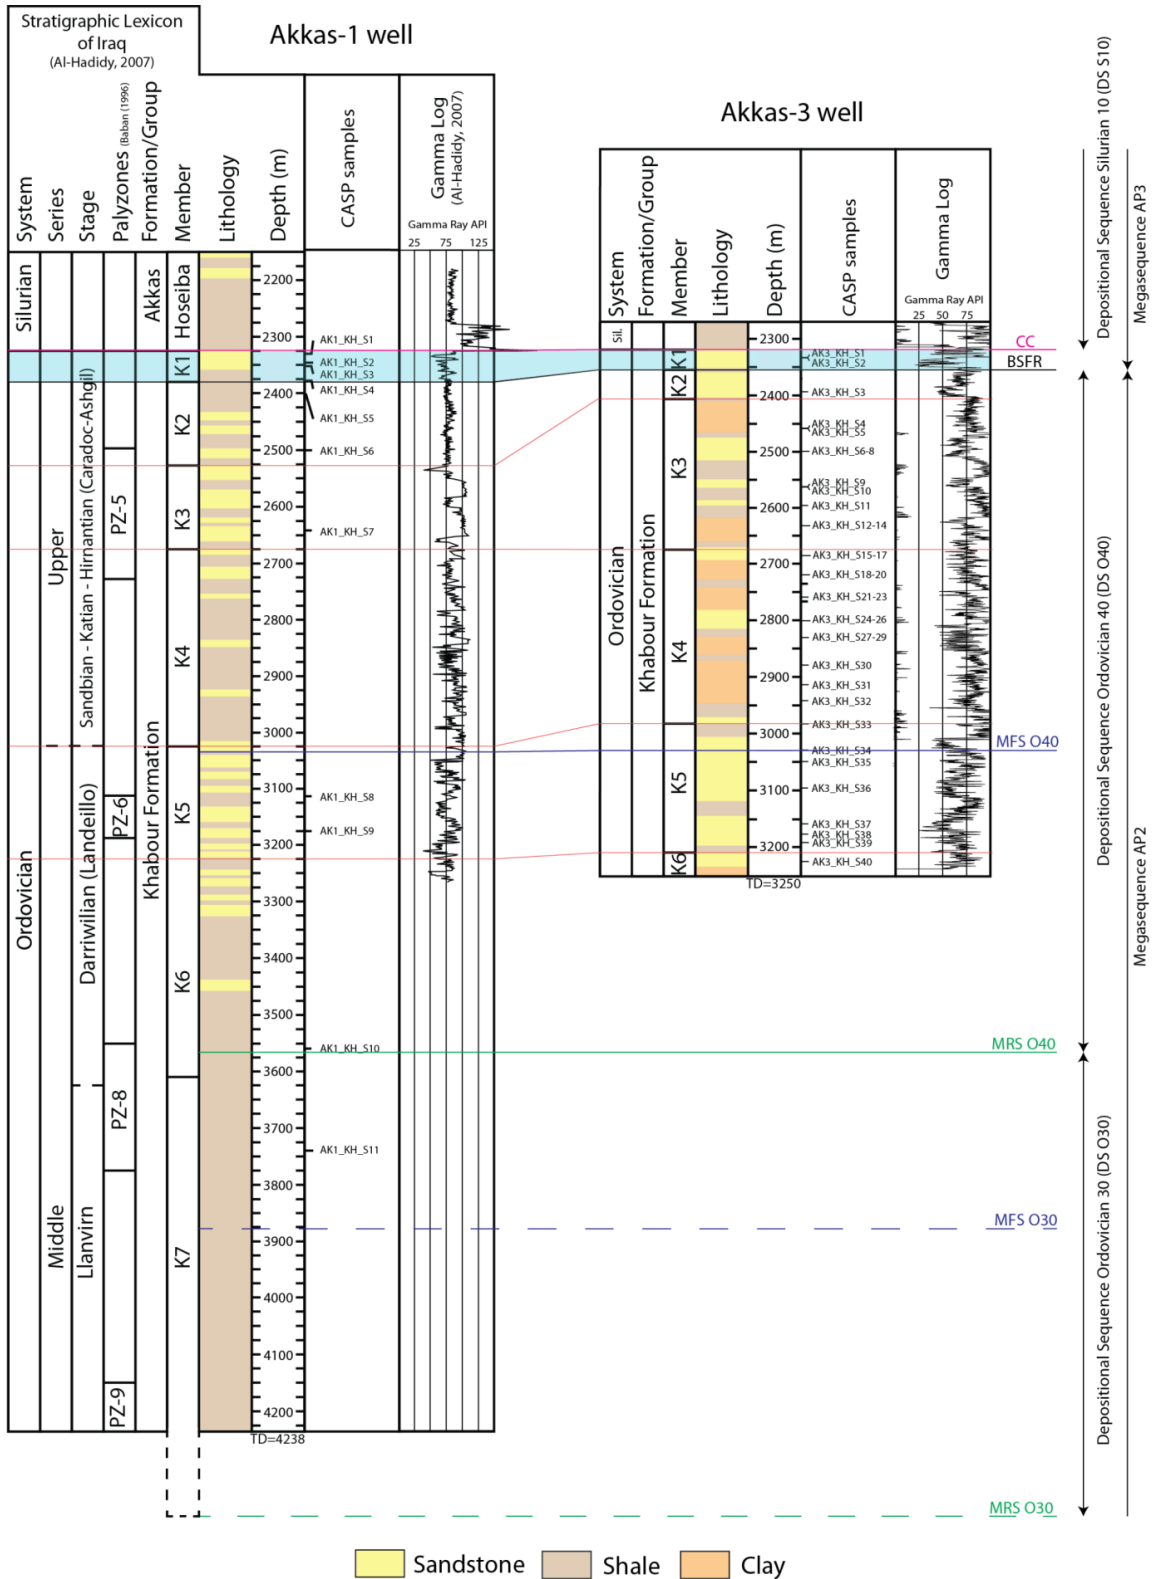 Stratigraphic Lexicon
of Iraq
(Al-Hadidy, 2007)
Akkas-1 well
System
Series
Stage
Palyzones (Baban (1996)
Formation/Group
Member
Lithology
Depth (m)
CASP samples
Gamma Log
(Al-Hadidy, 2007)
Gamma Ray API
25 75 125
Silurian
Ordovician
Upper
Middle
Sandbian - Katian - Hirnantian (Caradoc-Ashgil)
Darriwilian (Landeillo)
Llanvirn
PZ-5
PZ-6
PZ-8
PZ-9
Akkas
Khabour Formation
Hoseiba
K1
K2
K3
K4
K5
K6
K7
2200
2300
2400
2500
2600
2700
2800
2900
3000
3100
3200
3300
3400
3500
3600
3700
3800
3900
4000
4100
4200
TD=4238
AK1_KH_S1
AK1_KH_S2
AK1_KH_S3
AK1_KH_S4
AK1_KH_S5
AK1_KH_S6
AK1_KH_S7
AK1_KH_S8
AK1_KH_S9
AK1_KH_S10
AK1_KH_S11
Akkas-3 well
System
Formation/Group
Member
Lithology
Depth (m)
CASP samples
Gamma Log
Gamma Ray API
25 50 75
Sil.
Ordovician
Khabour Formation
K1
K2
K3
K4
K5
K6
2300
2400
2500
2600
2700
2800
2900
3000
3100
3200
TD=3250
AK3_KH_S1
AK3_KH_S2
AK3_KH_S3
AK3_KH_S4
AK3_KH_S5
AK3_KH_S6-8
AK3_KH_S9
AK3_KH_S10
AK3_KH_S11
AK3_KH_S12-14
AK3_KH_S15-17
AK3_KH_S18-20
AK3_KH_S21-23
AK3_KH_S24-26
AK3_KH_S27-29
AK3_KH_S30
AK3_KH_S31
AK3_KH_S32
AK3_KH_S33
AK3_KH_S34
AK3_KH_S35
AK3_KH_S36
AK3_KH_S37
AK3_KH_S38
AK3_KH_S39
AK3_KH_S40
CC
BSFR
MFS O40
MRS O40
MFS O30
MRS O30
Depositional Sequence Silurian 10 (DS S10)
Depositional Sequence Ordovician 40 (DS O40)
Depositional Sequence Ordovician 30 (DS O30)
Megasequence AP3
Megasequence AP2
Sandstone
Shale
Clay